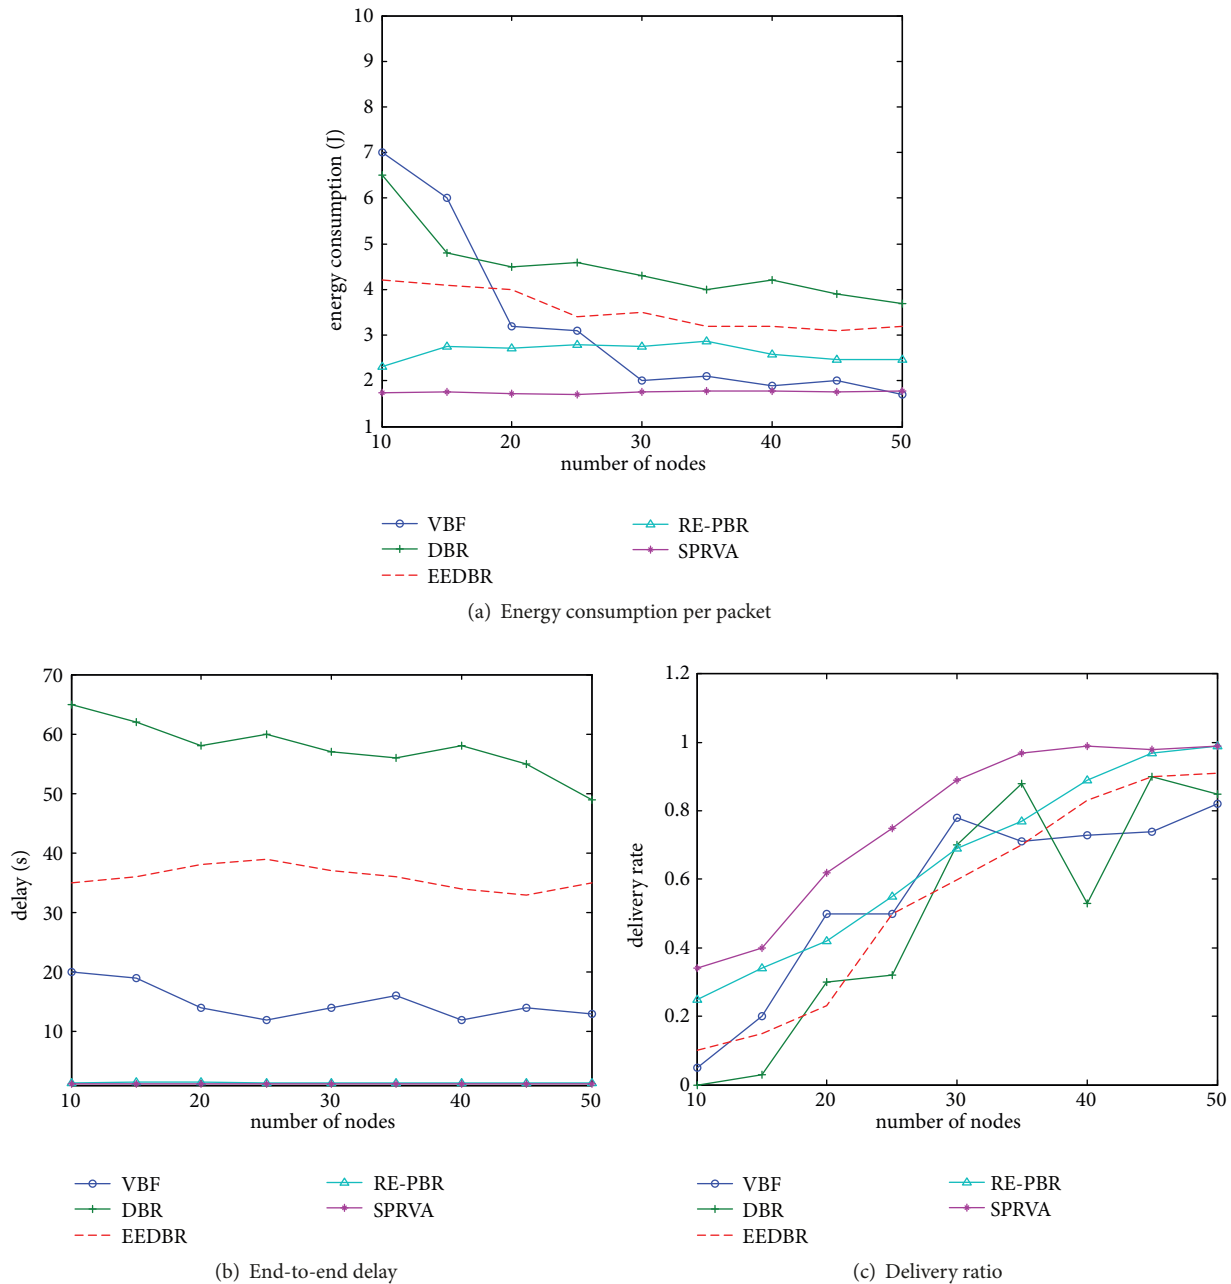 10
9
8
7
6
5
4
3
2
1
energy consumption (J)
10 20 30 40 50
number of nodes
VBF
DBR
EEDBR
RE-PBR
SPRVA
(a) Energy consumption per packet
70
60
50
40
30
20
10
delay (s)
10 20 30 40 50
number of nodes
VBF
DBR
EEDBR
RE-PBR
SPRVA
(b) End-to-end delay
1.2
1
0.8
0.6
0.4
0.2
0
delivery rate
10 20 30 40 50
number of nodes
VBF
DBR
EEDBR
RE-PBR
SPRVA
(c) Delivery ratio